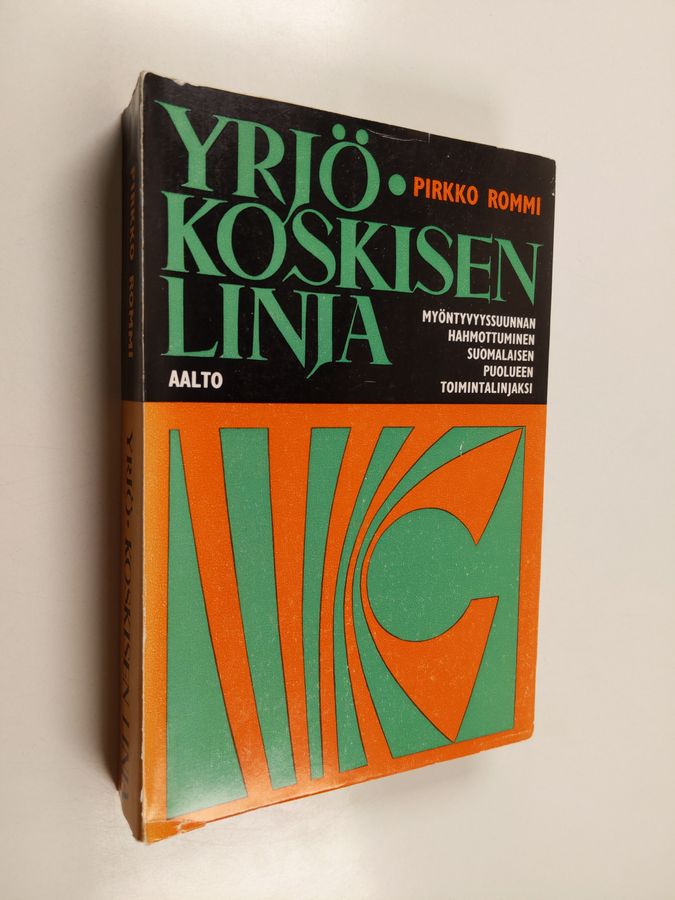 YRJÖ-
KOSKISEN
LINJA
PIRKKO ROMMI
MYÖNTYVYYSSUUNNAN
HAHMOTTUMINEN
SUOMALAISEN
PUOLUEEN
TOIMINTALINJAKSI
AALTO
PIRKKO ROMMI
YRJÖ-KOSKISEN LINJA